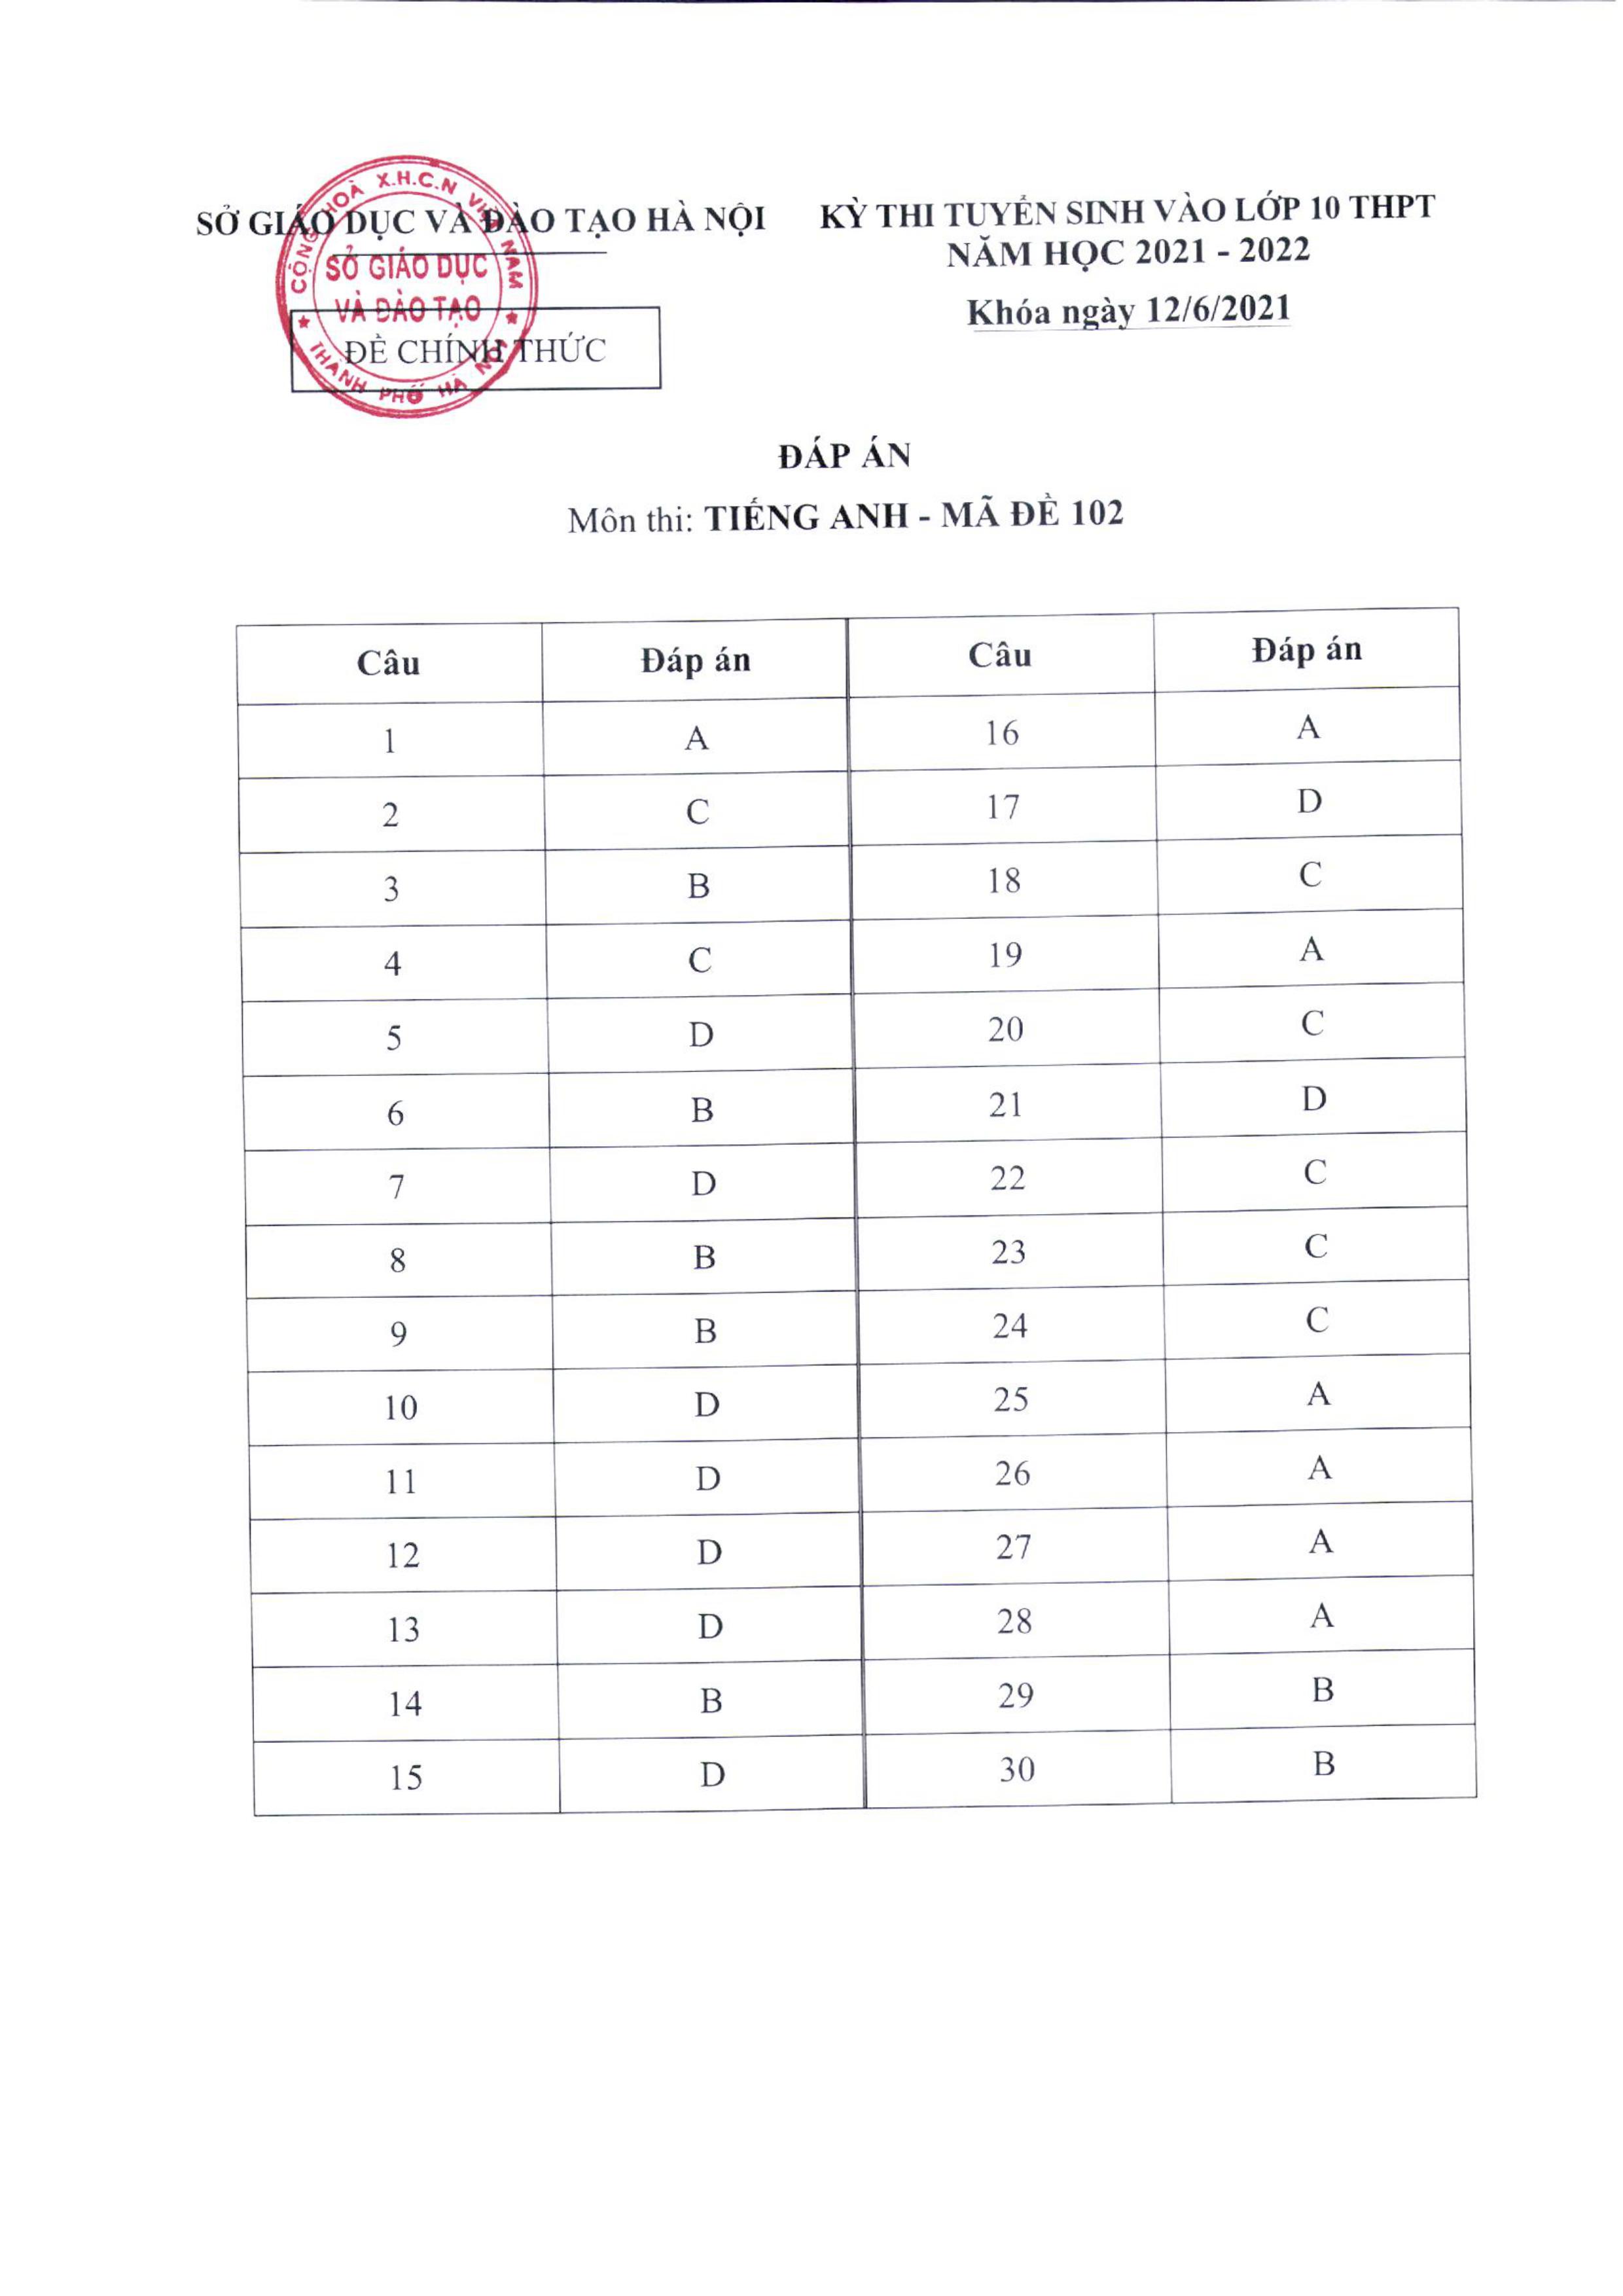 SỞ GIÁO DỤC VÀ ĐÀO TẠO HÀ NỘI
KỲ THI TUYỂN SINH VÀO LỚP 10 THPT
NĂM HỌC 2021 - 2022
Khóa ngày 12/6/2021
CỘNG HOÀ X.H.C.N VIỆT NAM
SỞ GIÁO DỤC
VÀ ĐÀO TẠO
THÀNH PHỐ HÀ NỘI
ĐỀ CHÍNH THỨC
ĐÁP ÁN
Môn thi: TIẾNG ANH - MÃ ĐỀ 102
Câu Đáp án Câu Đáp án
1 A 16 A
2 C 17 D
3 B 18 C
4 C 19 A
5 D 20 C
6 B 21 D
7 D 22 C
8 B 23 C
9 B 24 C
10 D 25 A
11 D 26 A
12 D 27 A
13 D 28 A
14 B 29 B
15 D 30 B